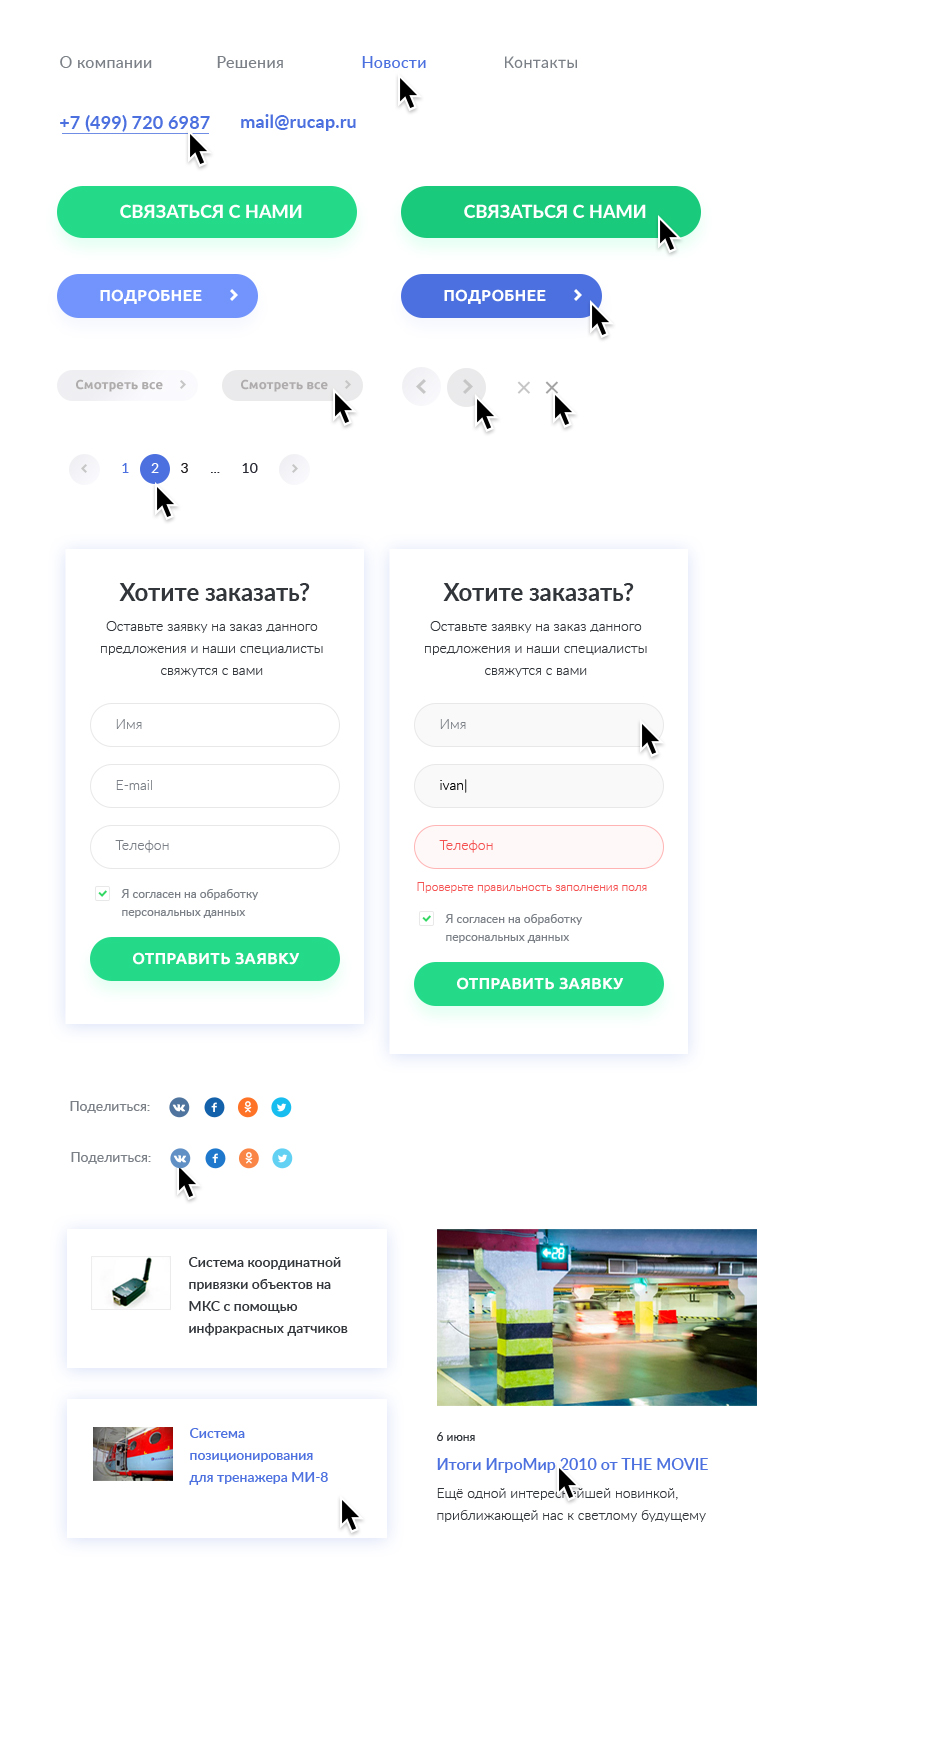 О компании Решения Новости Контакты
+7 (499) 720 6987 mail@rucap.ru
СВЯЗАТЬСЯ С НАМИ СВЯЗАТЬСЯ С НАМИ
ПОДРОБНЕЕ ПОДРОБНЕЕ
Смотреть все Смотреть все
1 2 3 ... 10
Хотите заказать?
Оставьте заявку на заказ данного
предложения и наши специалисты
свяжутся с вами
Имя
E-mail
Телефон
Я согласен на обработку
персональных данных
ОТПРАВИТЬ ЗАЯВКУ
Хотите заказать?
Оставьте заявку на заказ данного
предложения и наши специалисты
свяжутся с вами
Имя
ivan
Телефон
Проверьте правильность заполнения поля
Я согласен на обработку
персональных данных
ОТПРАВИТЬ ЗАЯВКУ
Поделиться:
Поделиться:
Система координатной
привязки объектов на
МКС с помощью
инфракрасных датчиков
Система
позиционирования
для тренажера МИ-8
28
6 июня
Итоги ИгроМир 2010 от THE MOVIE
Ещё одной интереснейшей новинкой,
приближающей нас к светлому будущему